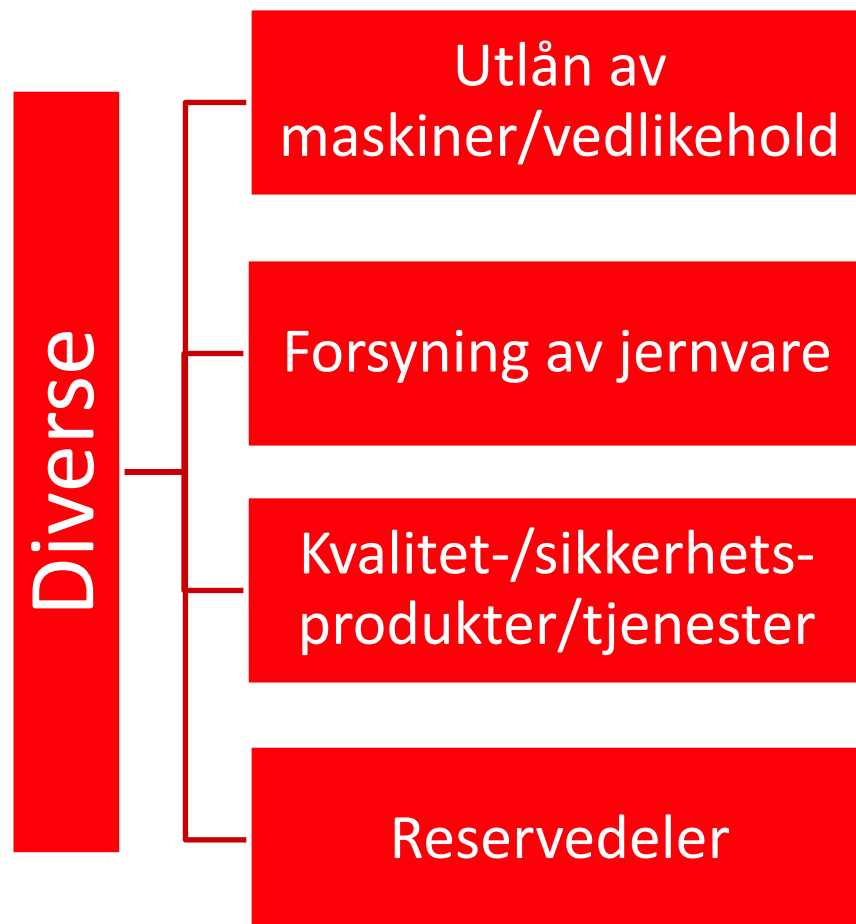 Diverse
Utlån av
maskiner/vedlikehold
Forsyning av jernvare
Kvalitet-/sikkerhets-
produkter/tjenester
Reservedeler